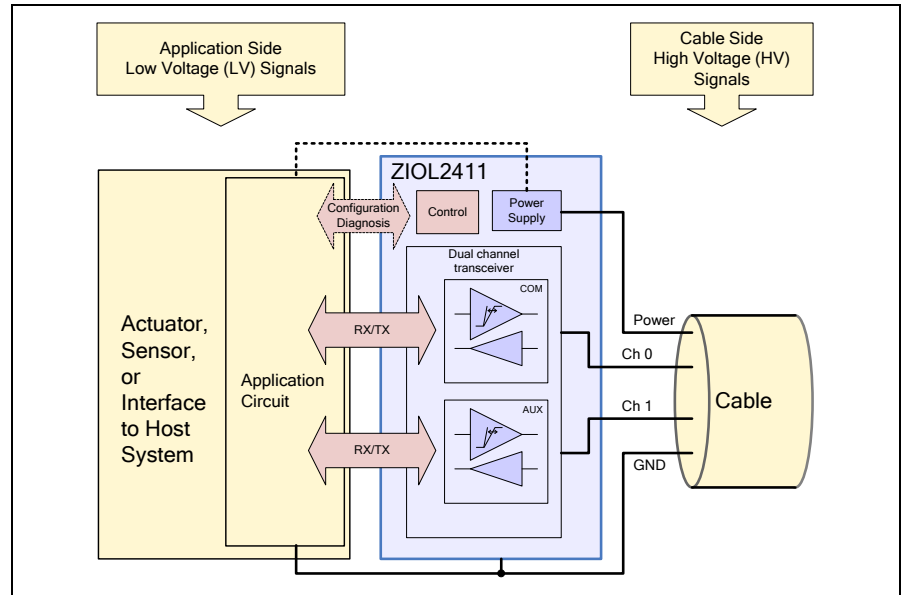 Application Side
Low Voltage (LV) Signals
Cable Side
High Voltage (HV)
Signals
ZIOL2411
Configuration
Diagnosis
Control
Power
Supply
Dual channel
transceiver
COM
RX/TX
Actuator,
Sensor,
or
Interface
to Host
System
Application
Circuit
AUX
RX/TX
Power
Ch 0
Ch 1
GND
Cable